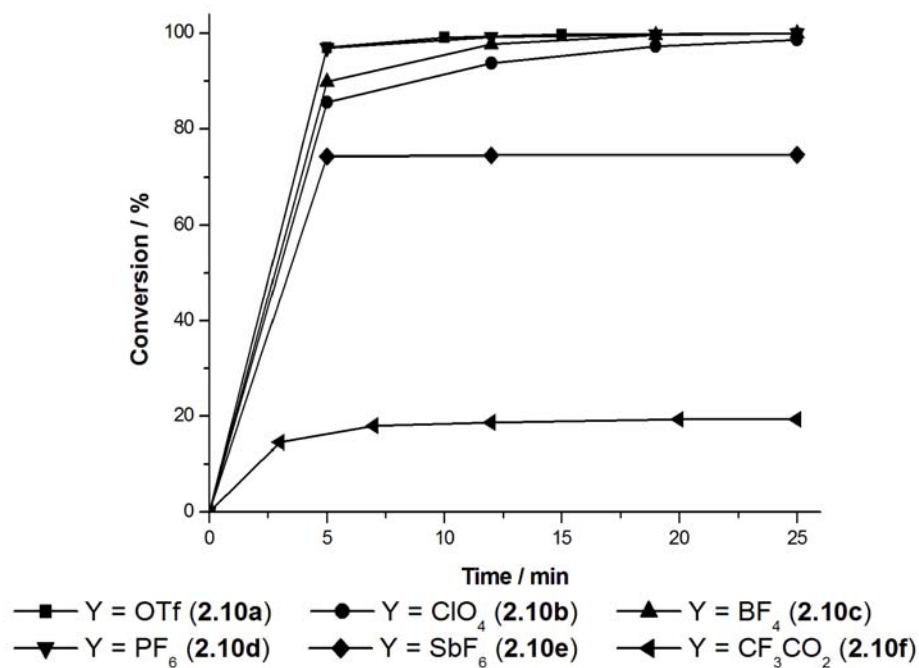 100
80
60
40
20
0
Conversion / %
0 5 10 15 20 25
Time / min
Y = OTf (2.10a) Y = ClO4 (2.10b) Y = BF4 (2.10c)
Y = PF6 (2.10d) Y = SbF6 (2.10e) Y = CF3CO2 (2.10f)